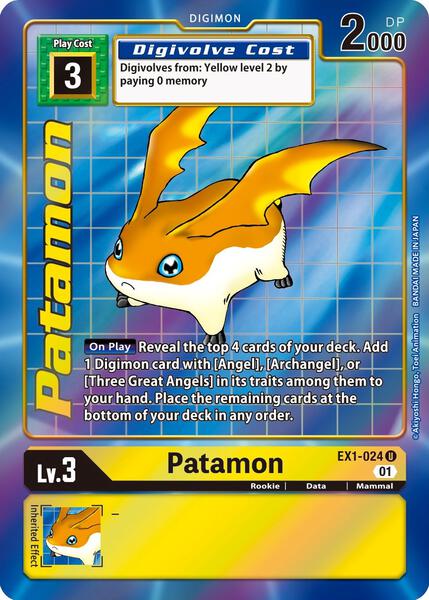 DIGIMON
Play Cost
3
Digivolve Cost
Digivolves from: Yellow level 2 by
paying 0 memory
DP
2000
Patamon
On Play Reveal the top 4 cards of your deck. Add
1 Digimon card with [Angel], [Archangel], or
[Three Great Angels] in its traits among them to
your hand. Place the remaining cards at the
bottom of your deck in any order.
©Akiyoshi Hongo, Toei Animation BANDAI MADE IN JAPAN
Lv.3
Patamon
EX1-024 U
01
Rookie | Data | Mammal
Inherited Effect
–